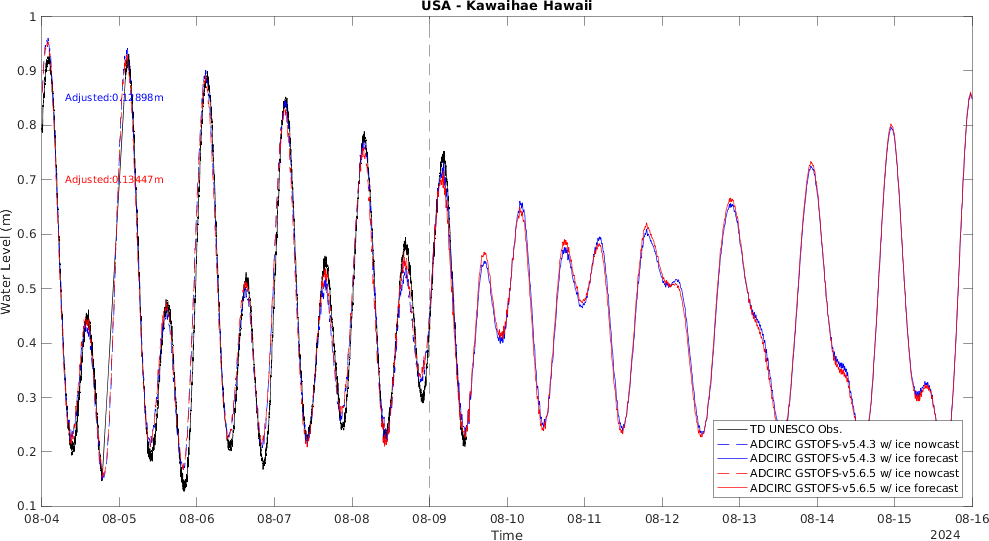 USA - Kawaihae Hawaii
1
0.9
Adjusted:0.12898m
0.8
0.7
Adjusted:0.13447m
0.6
Water Level (m)
0.5
0.4
0.3
TD UNESCO Obs.
ADCIRC GSTOFS-v5.4.3 w/ ice nowcast
0.2
ADCIRC GSTOFS-v5.4.3 w/ ice forecast
ADCIRC GSTOFS-v5.6.5 w/ ice nowcast
ADCIRC GSTOFS-v5.6.5 w/ ice forecast
0.1
08-04 08-05 08-06 08-07 08-08 08-09 08-10 08-11 08-12 08-13 08-14 08-15 08-16
Time
2024